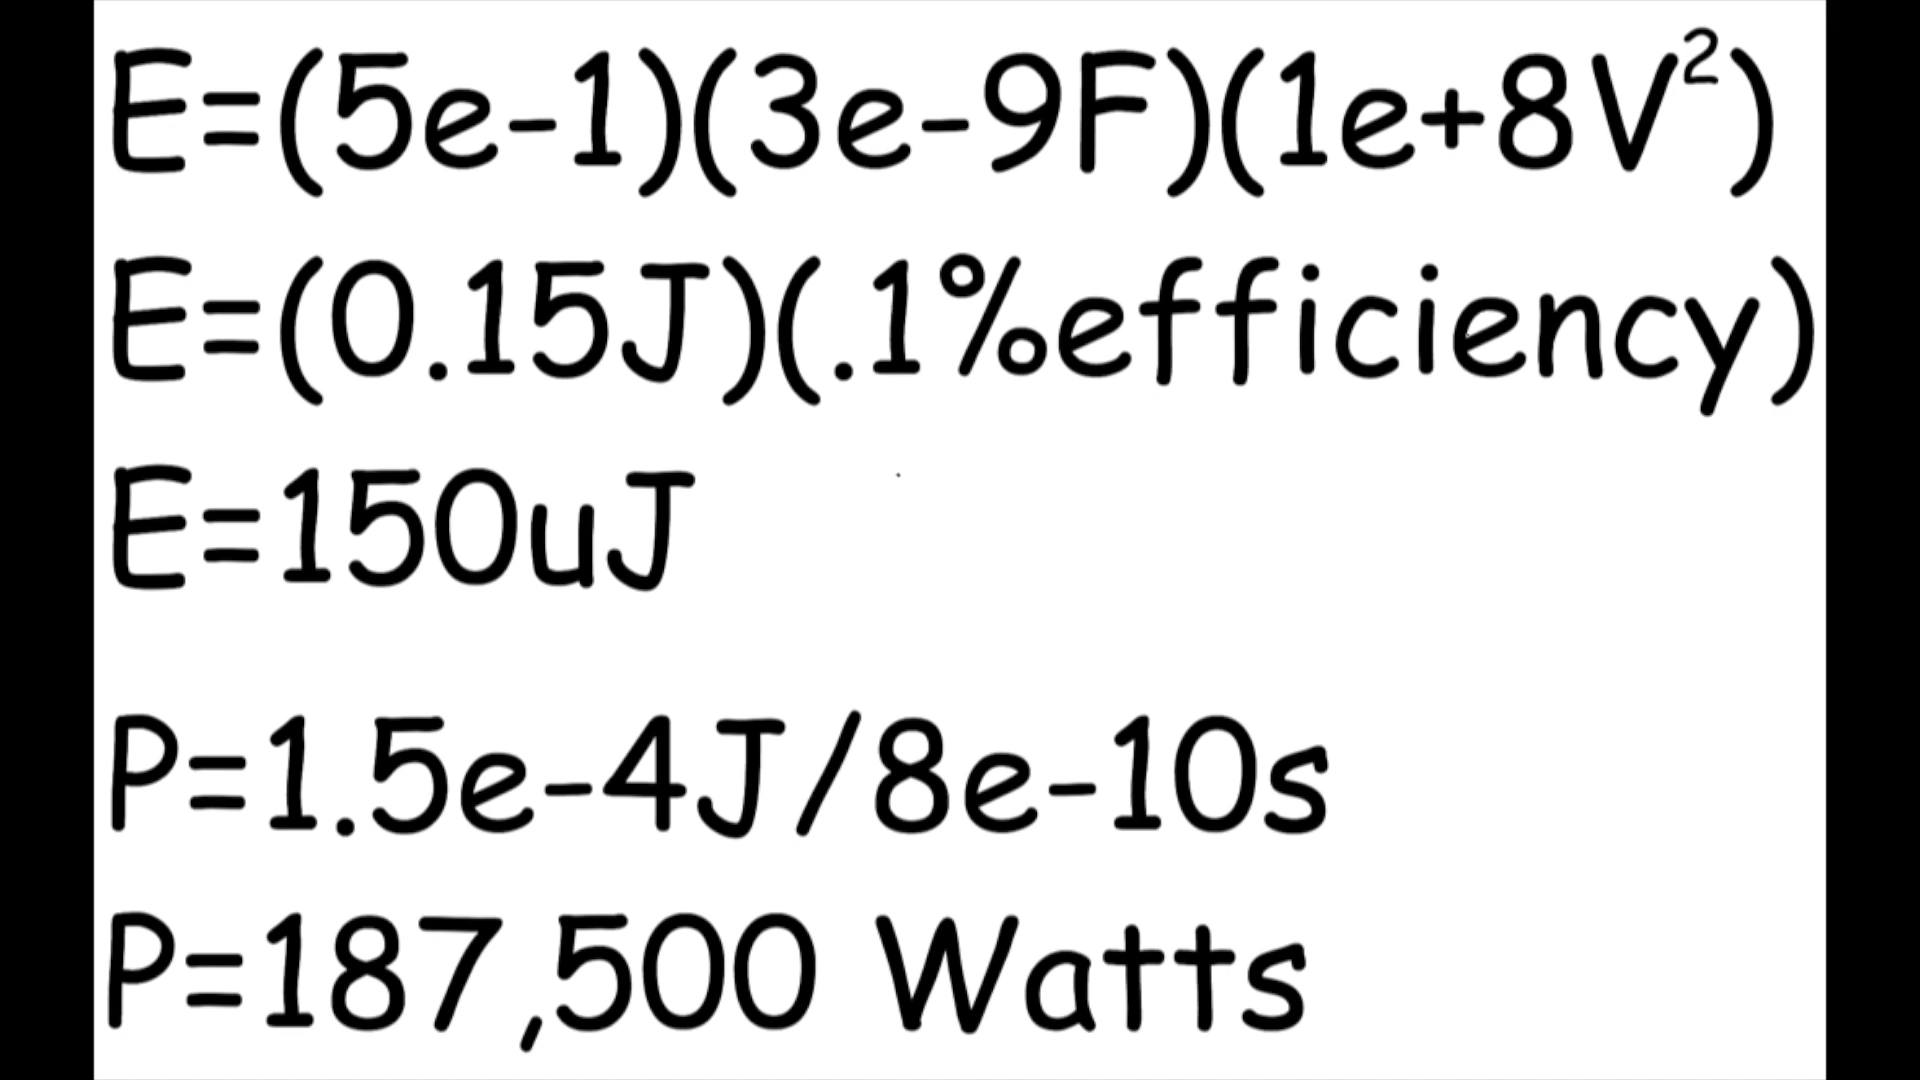 E=(5e-1)(3e-9F)(1e+8V²)
E=(0.15J)(.1%efficiency)
E=150uJ
P=1.5e-4J/8e-10s
P=187,500 Watts